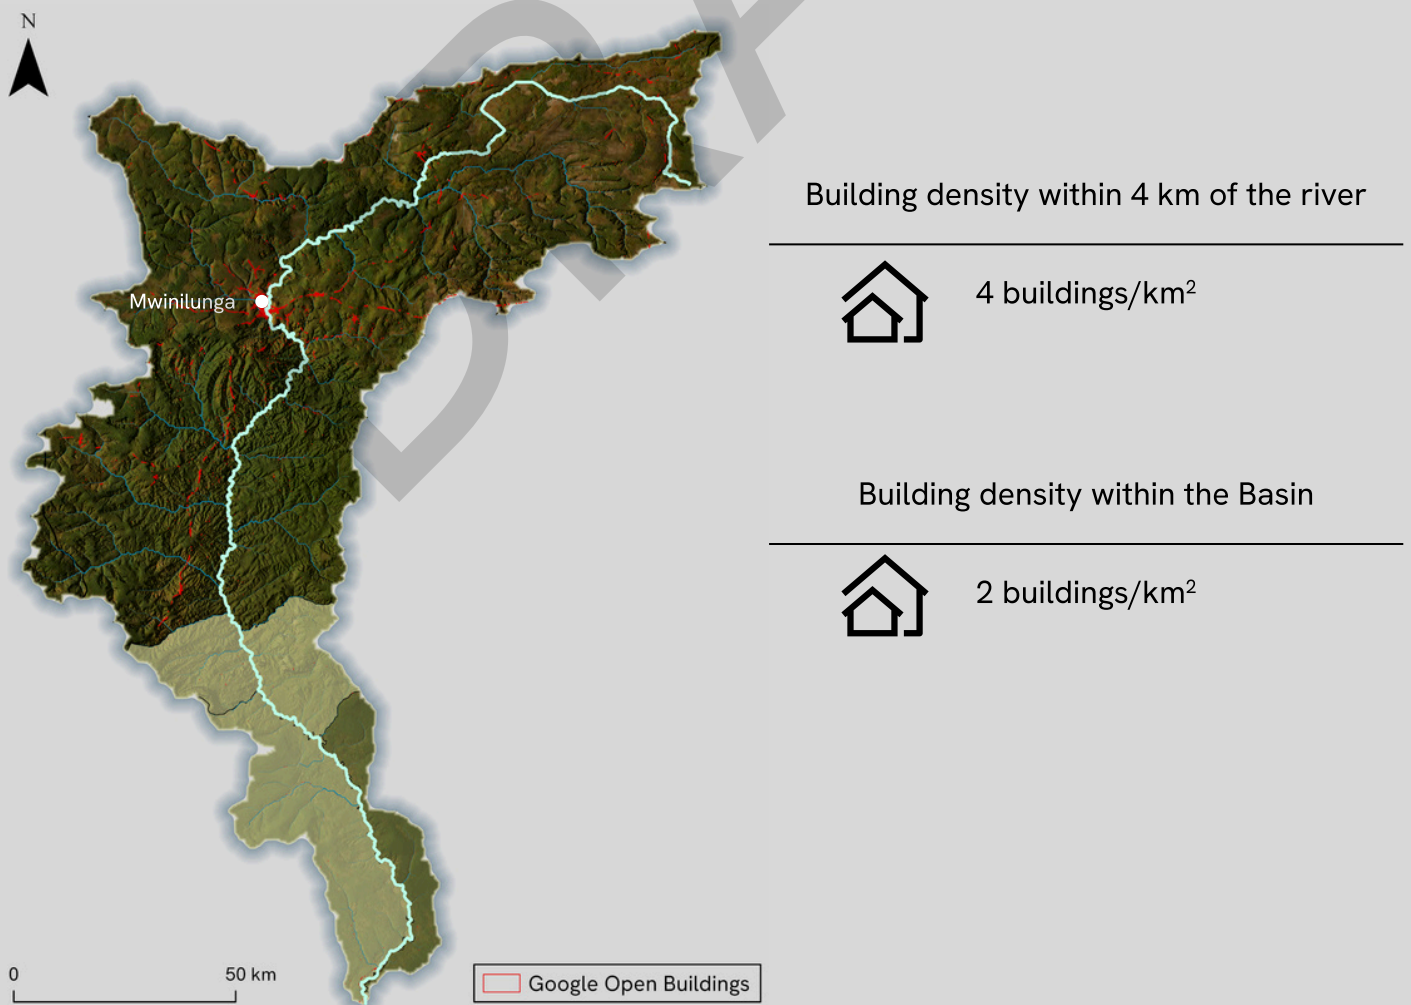 N
Building density within 4 km of the river
4 buildings/km²
Mwinilunga
Building density within the Basin
2 buildings/km²
0
50 km
Google Open Buildings